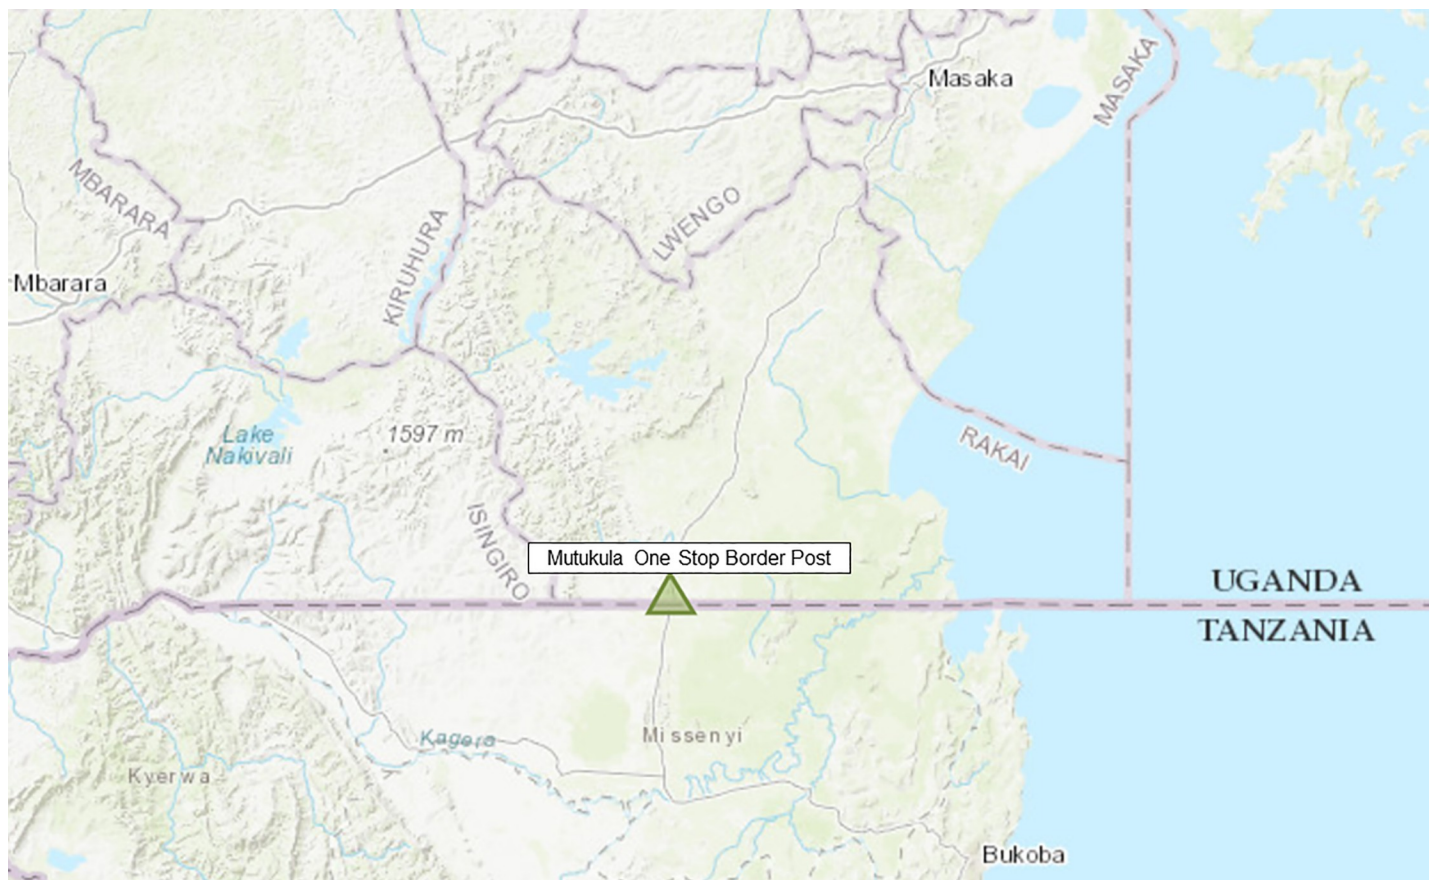 Masaka
MASAKA
MBARARA
LWENGO
KIRUHURA
Mbarara
Lake
Nakivali
1597 m
RAKAI
ISINGIRO
Mutukula One Stop Border Post
UGANDA
TANZANIA
Kagera
Missenyi
Kyerwa
Bukoba